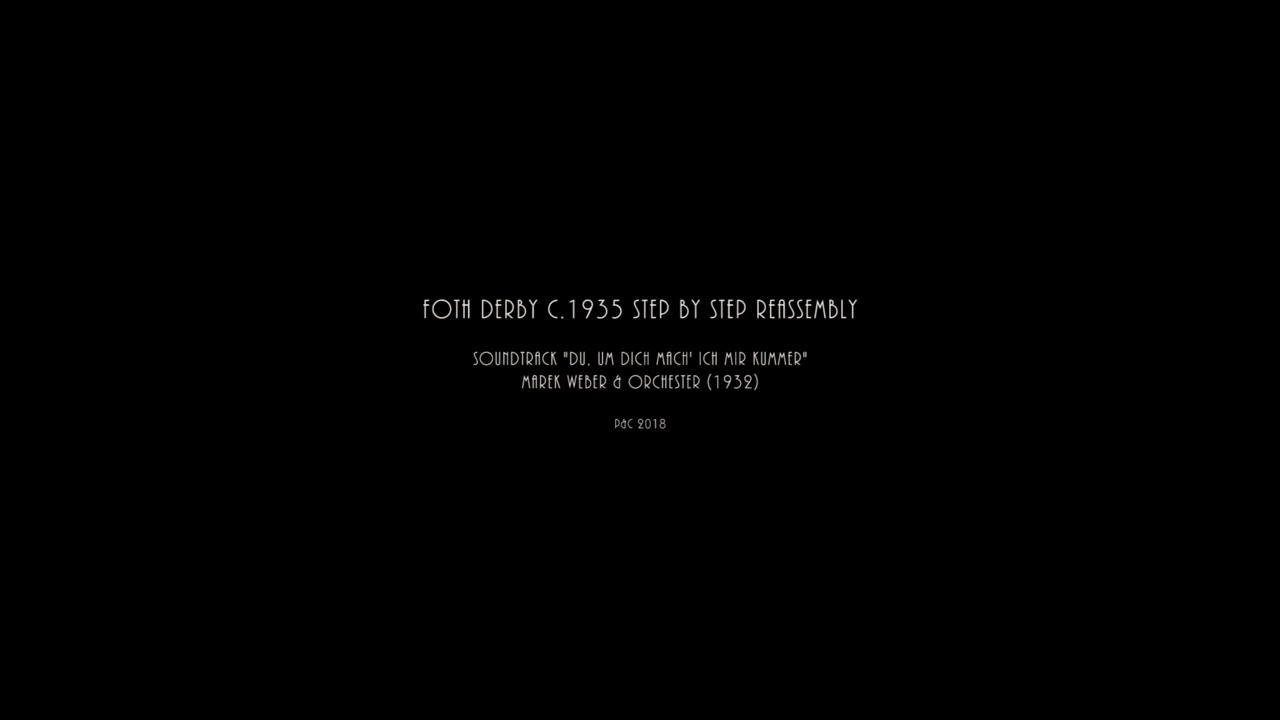 FOTH DERBY C.1935 STEP BY STEP REASSEMBLY
SOUNDTRACK "DU, UM DICH MACH' ICH MIR KUMMER"
MAREK WEBER & ORCHESTER (1932)
P&C 2018